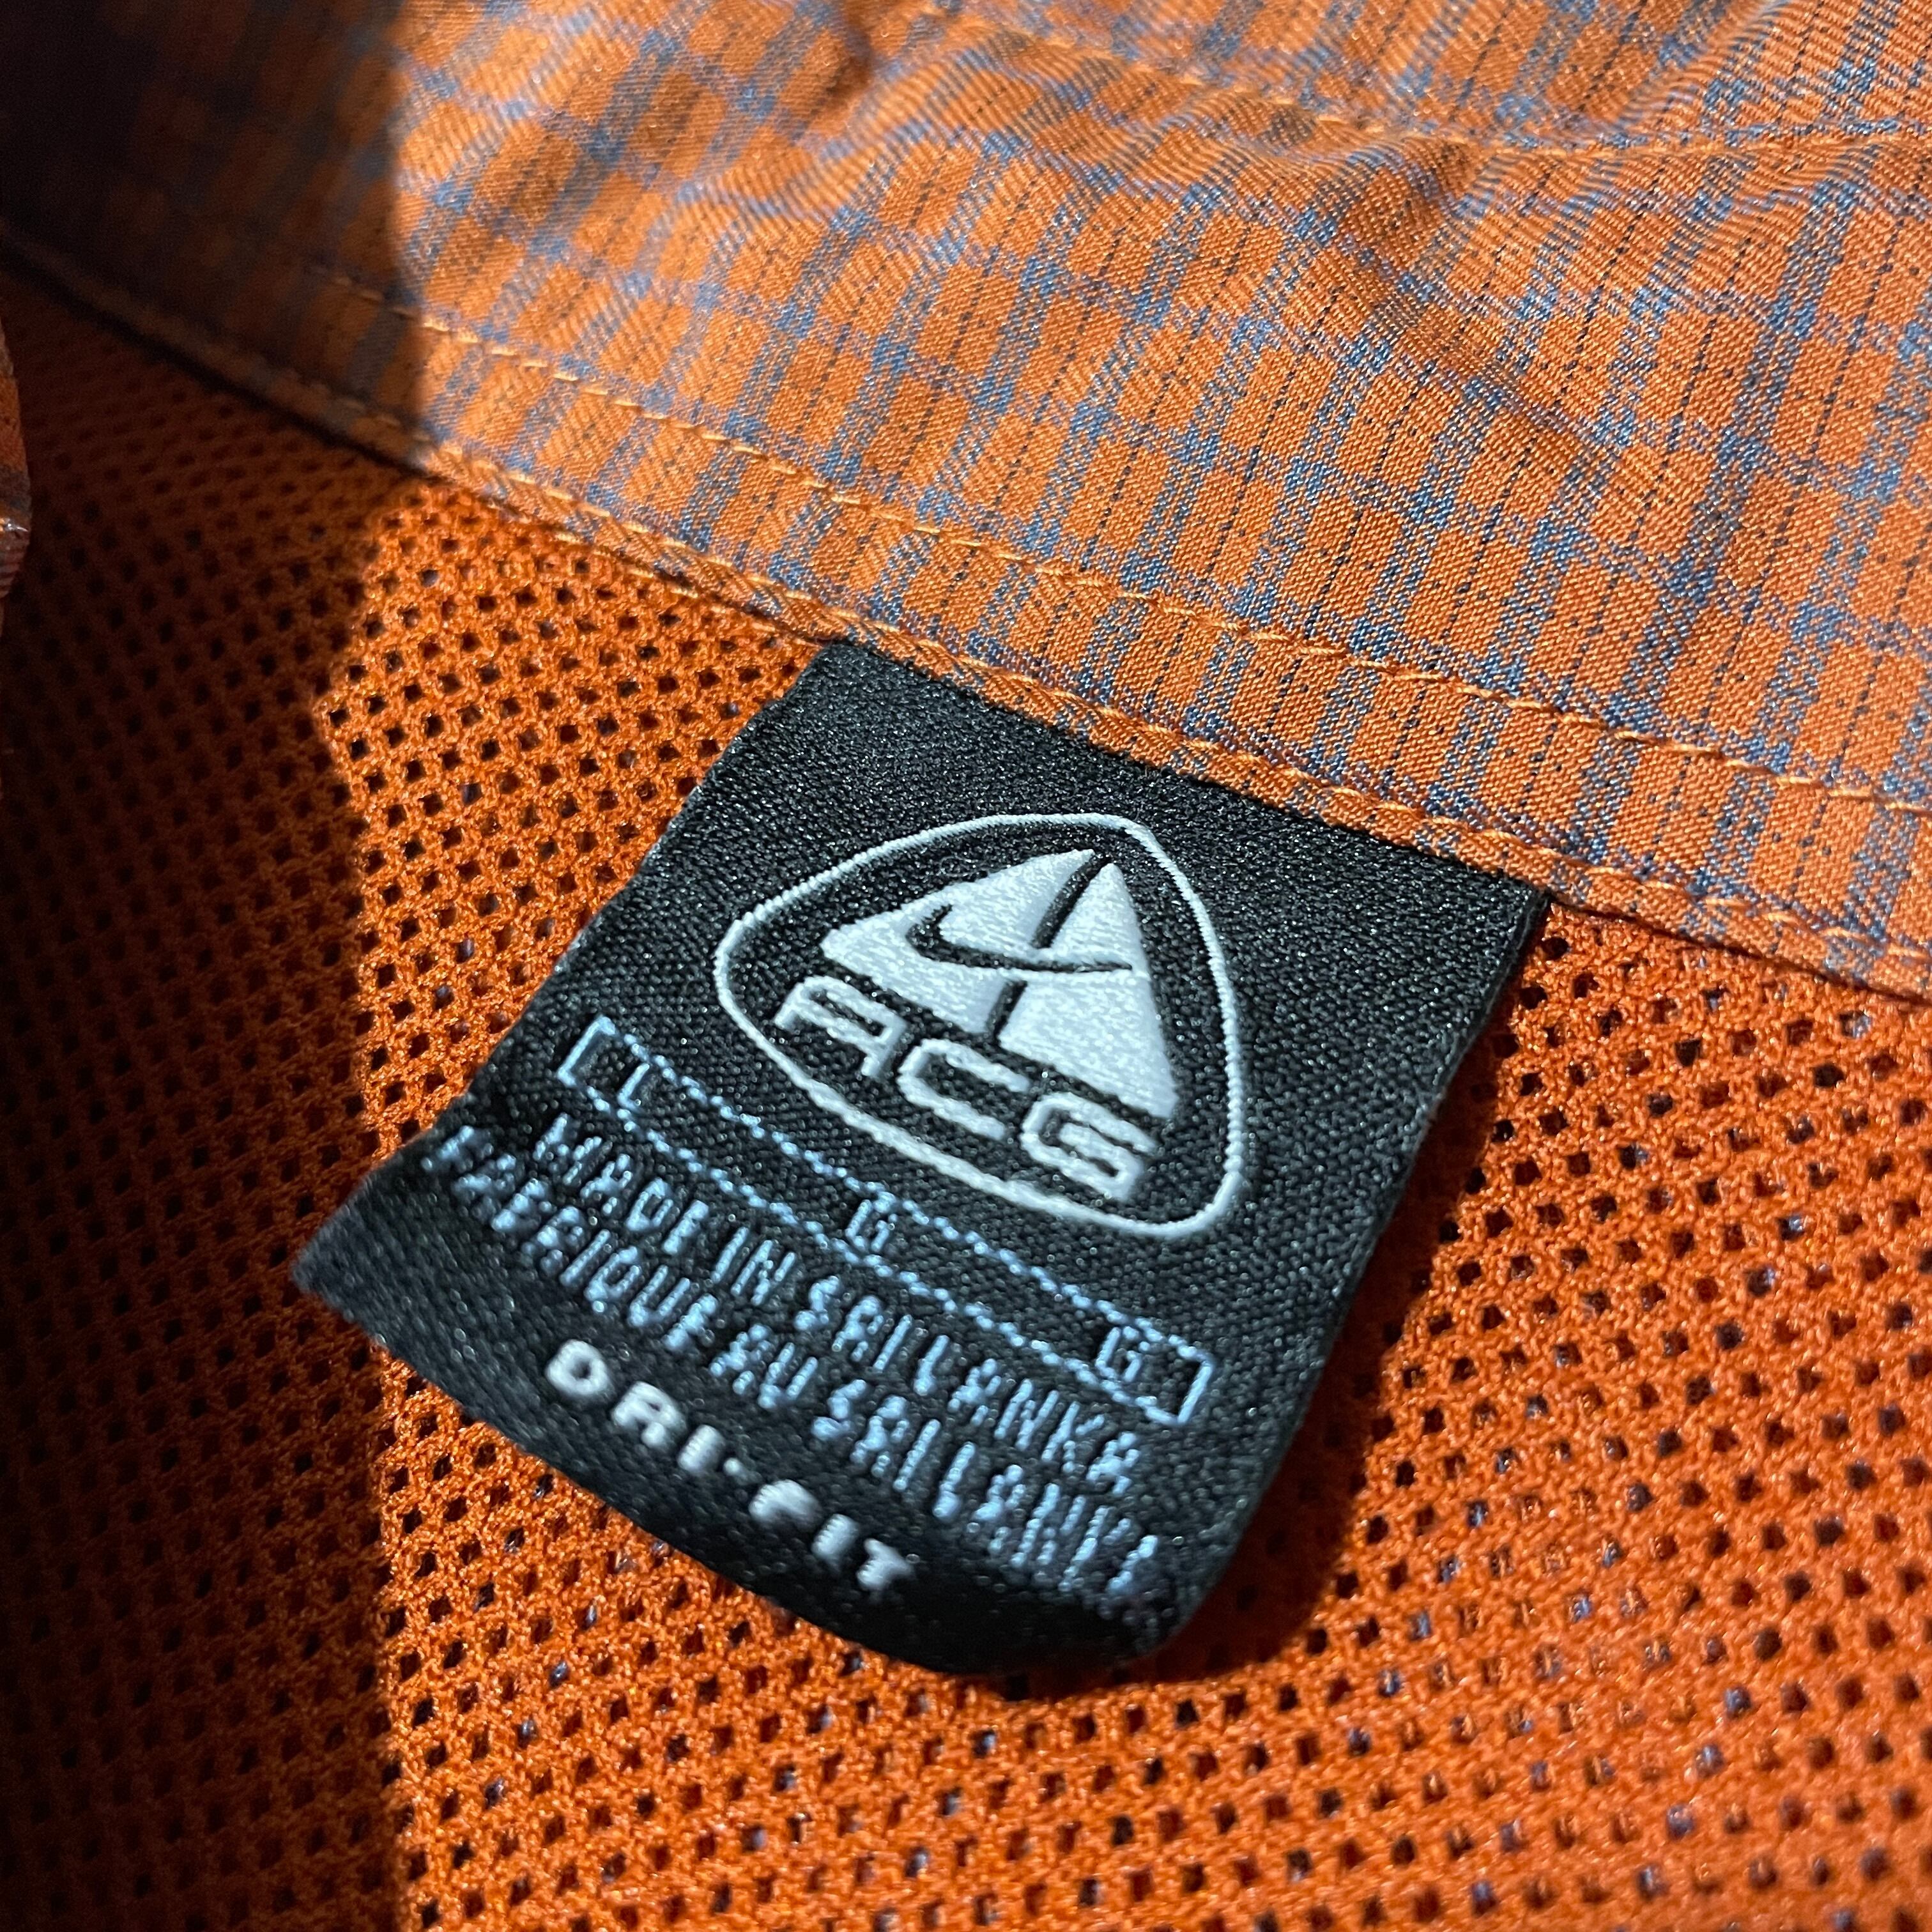 ACG
L G G
MADE IN SRI LANKA
FABRIQUE AU SRI LANKA
DRI-FIT